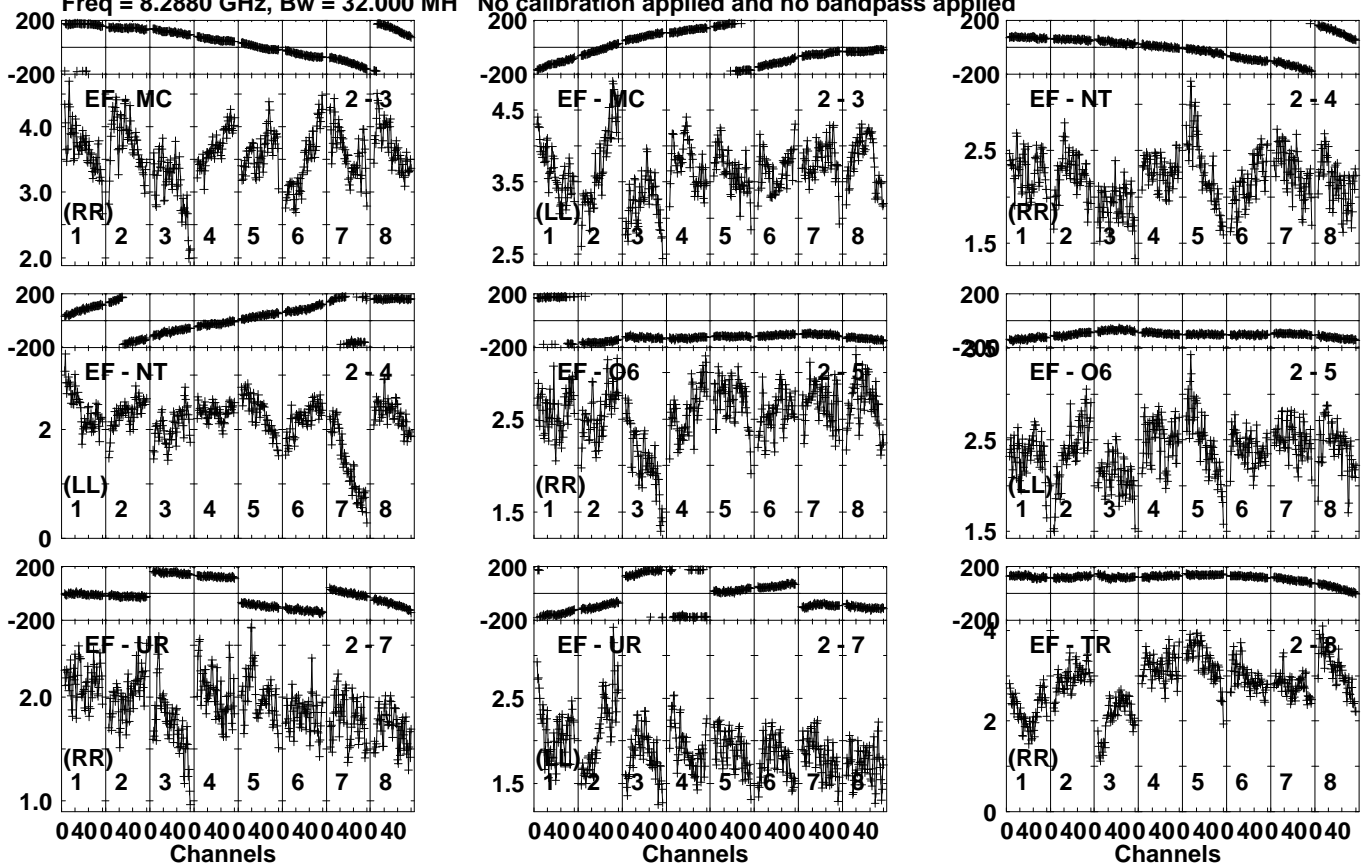 Freq = 8.2880 GHz, Bw = 32.000 MH No calibration applied and no bandpass applied
200
-200
EF - MC 2 - 3
4.0
3.0
2.0
(RR)
1 2 3 4 5 6 7 8
200
-200
EF - MC 2 - 3
4.5
3.5
2.5
(LL)
1 2 3 4 5 6 7 8
200
-200
EF - NT 2 - 4
2.5
1.5
(RR)
1 2 3 4 5 6 7 8
200
-200
EF - NT 2 - 4
2
0
(LL)
1 2 3 4 5 6 7 8
200
-200
EF - O6 2 - 5
2.5
1.5
(RR)
1 2 3 4 5 6 7 8
200
-200
3.5
EF - O6 2 - 5
2.5
1.5
(LL)
1 2 3 4 5 6 7 8
200
-200
EF - UR 2 - 7
2.0
1.0
(RR)
1 2 3 4 5 6 7 8
0 40 0 40 0 40 0 40 0 40 0 40 0 40 0 40
Channels
200
-200
EF - UR 2 - 7
2.5
1.5
(LL)
1 2 3 4 5 6 7 8
0 40 0 40 0 40 0 40 0 40 0 40 0 40 0 40
Channels
200
-200
4
EF - TR 2 - 8
2
0
(RR)
1 2 3 4 5 6 7 8
0 40 0 40 0 40 0 40 0 40 0 40 0 40 0 40
Channels